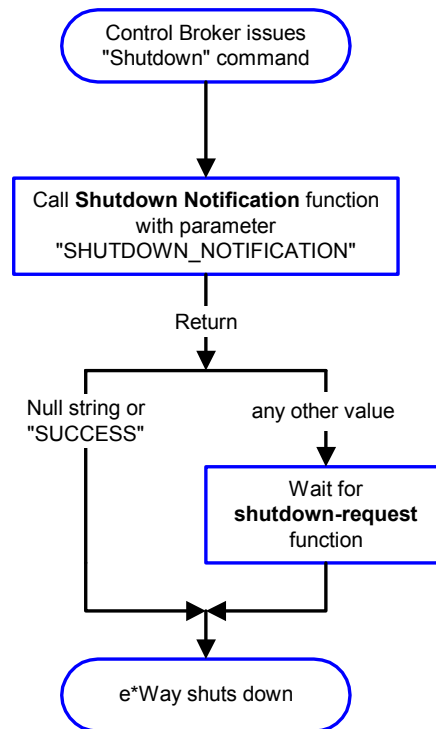 Control Broker issues
"Shutdown" command
Call Shutdown Notification function
with parameter
"SHUTDOWN_NOTIFICATION"
Return
Null string or
"SUCCESS"
any other value
Wait for
shutdown-request
function
e*Way shuts down